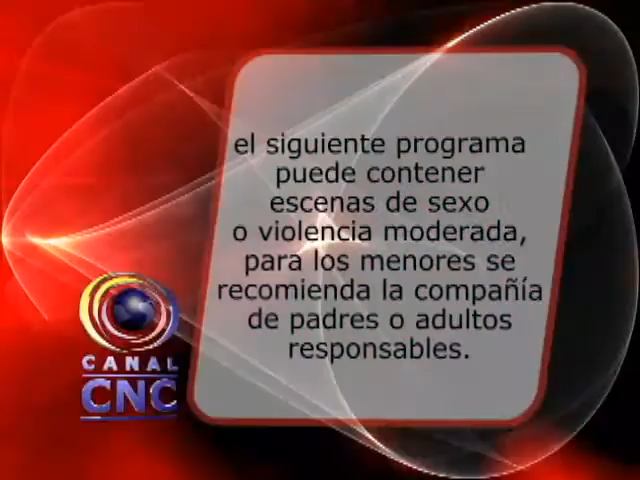 el siguiente programa
puede contener
escenas de sexo
o violencia moderada,
para los menores se
recomienda la compañía
de padres o adultos
responsables.
CANAL
CNC